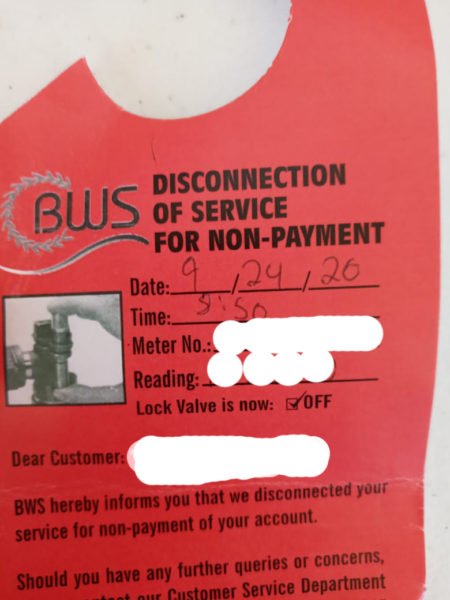 BWS
DISCONNECTION
OF SERVICE
FOR NON-PAYMENT
Date: 9 / 24 / 20
Time: :50
Meter No.:
Reading:
Lock Valve is now: ☑OFF
Dear Customer:
BWS hereby informs you that we disconnected your
service for non-payment of your account.
Should you have any further queries or concerns,
our Customer Service Department